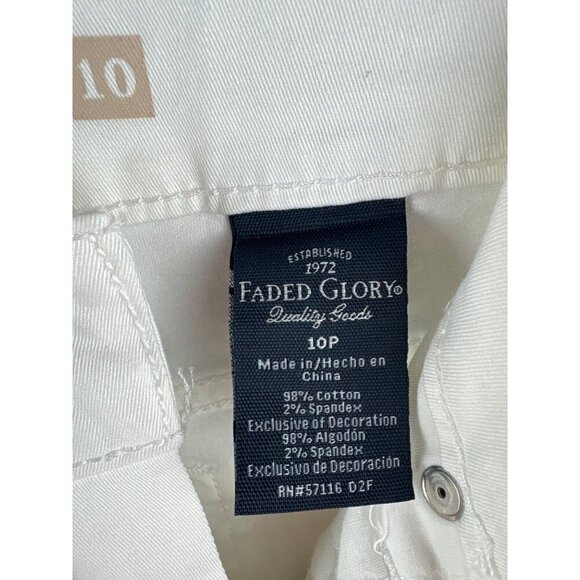 10
ESTABLISHED
1972
FADED GLORY®
Quality Goods
10P
Made in/Hecho en
China
98% Cotton
2% Spandex
Exclusive of Decoration
98% Algodón
2% Spandex
Exclusivo de Decoración
RN#57116 D2F